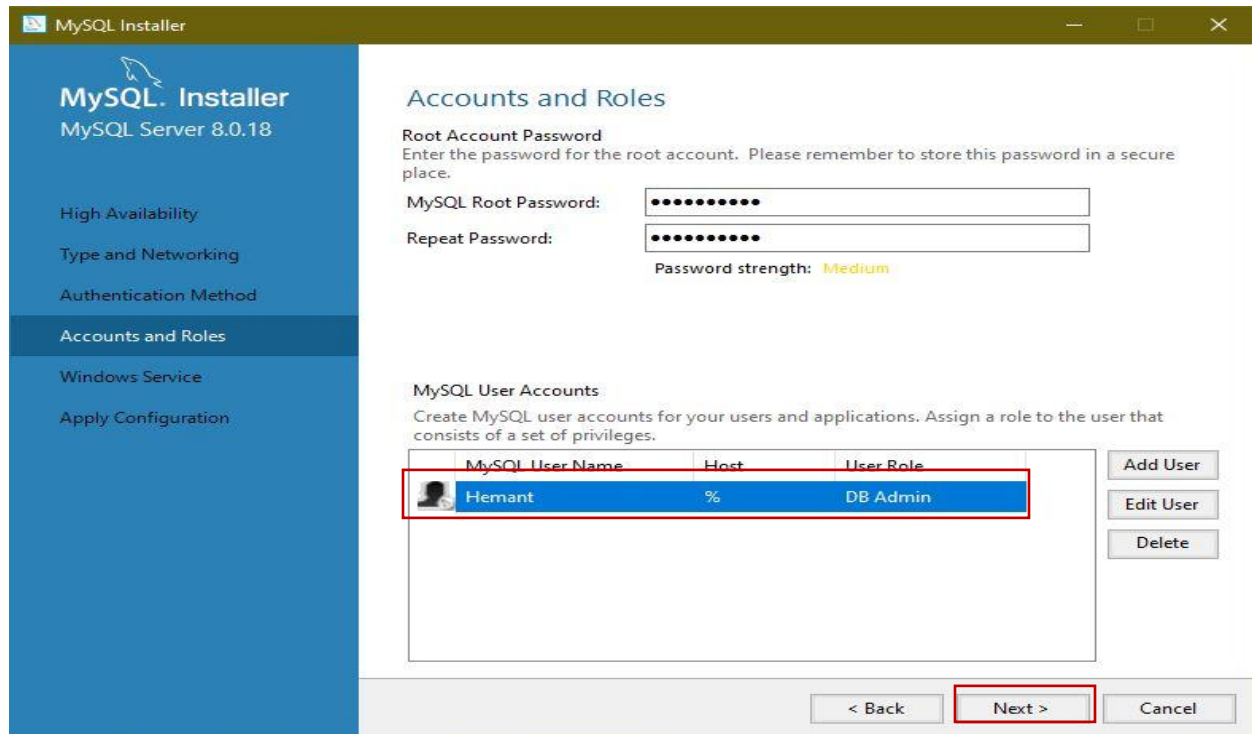 MySQL Installer
MySQL. Installer
MySQL Server 8.0.18
High Availability
Type and Networking
Authentication Method
Accounts and Roles
Windows Service
Apply Configuration
Accounts and Roles
Root Account Password
Enter the password for the root account. Please remember to store this password in a secure
place.
MySQL Root Password: ●●●●●●●●●●
Repeat Password: ●●●●●●●●●●
Password strength: Medium
MySQL User Accounts
Create MySQL user accounts for your users and applications. Assign a role to the user that
consists of a set of privileges.
MySQL User Name Host User Role
Hemant % DB Admin
Add User
Edit User
Delete
< Back Next > Cancel